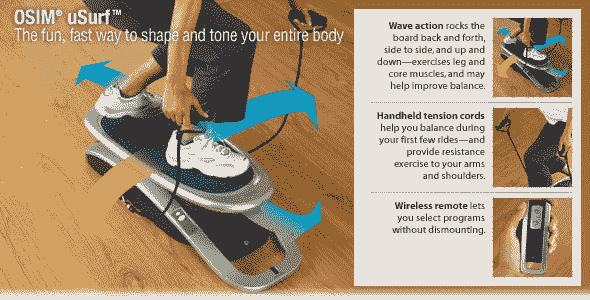 OSIM® uSurf™
The fun, fast way to shape and tone your entire body
Wave action rocks the
board back and forth,
side to side, and up and
down—exercises leg and
core muscles, and may
help improve balance.
Handheld tension cords
help you balance during
your first few rides—and
provide resistance
exercise to your arms
and shoulders.
Wireless remote lets
you select programs
without dismounting.